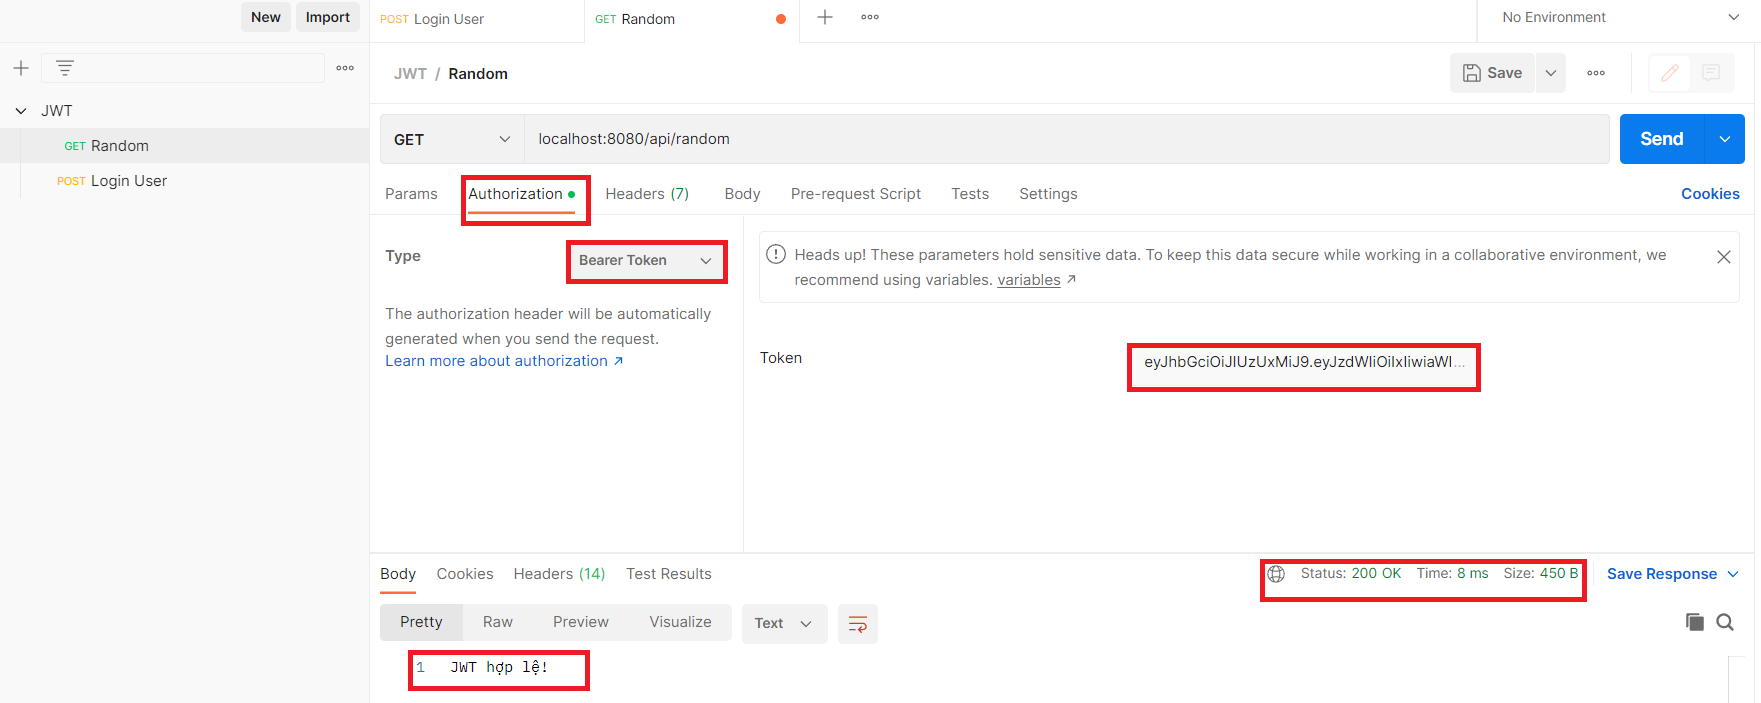 New Import POST Login User GET Random No Environment
JWT / Random Save
JWT
GET Random
POST Login User
GET localhost:8080/api/random Send
Params Authorization Headers (7) Body Pre-request Script Tests Settings Cookies
Type Bearer Token
The authorization header will be automatically
generated when you send the request.
Learn more about authorization ↗
Heads up! These parameters hold sensitive data. To keep this data secure while working in a collaborative environment, we
recommend using variables. variables ↗
Token eyJhbGciOiJIUzUxMiJ9.eyJzdWIiOiIxIiwiaWI...
Body Cookies Headers (14) Test Results Status: 200 OK Time: 8 ms Size: 450 B Save Response
Pretty Raw Preview Visualize Text
1 JWT hợp lệ!